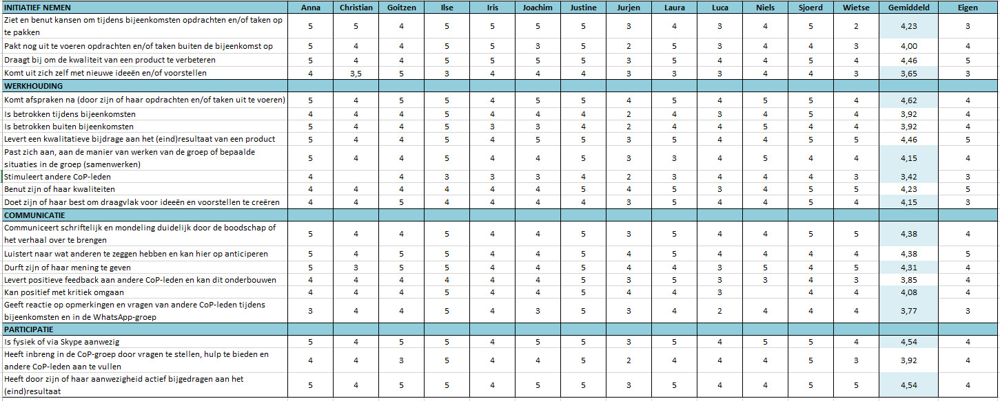 INITIATIEF NEMEN Anna Christian Goitzen Ilse Iris Joachim Justine Jurjen Laura Luca Niels Sjoerd Wietse Gemiddeld Eigen
Ziet en benut kansen om tijdens bijeenkomsten opdrachten en/of taken op
te pakken 5 5 4 5 5 5 5 3 4 3 4 5 2 4,23 3
Pakt nog uit te voeren opdrachten en/of taken buiten de bijeenkomst op 5 4 4 5 5 3 5 2 5 3 4 4 3 4,00 4
Draagt bij om de kwaliteit van een product te verbeteren 5 4 4 5 5 5 5 3 5 4 4 5 4 4,46 5
Komt uit zich zelf met nieuwe ideeën en/of voorstellen 4 3,5 5 3 4 4 4 3 3 3 4 4 3 3,65 3
WERKHOUDING
Komt afspraken na (door zijn of haar opdrachten en/of taken uit te voeren) 5 4 5 5 4 5 5 4 5 4 5 5 4 4,62 4
Is betrokken tijdens bijeenkomsten 4 4 4 5 4 4 4 2 4 3 4 5 4 3,92 4
Is betrokken buiten bijeenkomsten 5 4 4 5 3 3 4 2 4 4 5 4 4 3,92 4
Levert een kwalitatieve bijdrage aan het (eind)resultaat van een product 5 4 4 5 4 5 5 3 5 4 4 5 5 4,46 5
Past zich aan, aan de manier van werken van de groep of bepaalde
situaties in de groep (samenwerken) 5 4 4 5 4 4 5 3 3 4 5 4 4 4,15 4
Stimuleert andere CoP-leden 4 4 3 3 3 4 2 3 4 4 4 3 3,42 3
Benut zijn of haar kwaliteiten 4 4 4 4 4 4 5 4 5 3 4 5 5 4,23 5
Doet zijn of haar best om draagvlak voor ideeën en voorstellen te creëren 4 4 5 4 4 4 4 3 5 4 4 5 4 4,15 3
COMMUNICATIE
Communiceert schriftelijk en mondeling duidelijk door de boodschap of
het verhaal over te brengen 5 4 4 5 4 4 5 3 5 4 4 5 5 4,38 4
Luistert naar wat anderen te zeggen hebben en kan hier op anticiperen 5 4 5 5 4 4 5 4 5 4 4 4 4 4,38 5
Durft zijn of haar mening te geven 5 3 5 5 4 4 5 4 4 3 5 4 5 4,31 4
Levert positieve feedback aan andere CoP-leden en kan dit onderbouwen 4 4 4 4 4 4 5 3 5 3 3 4 3 3,85 4
Kan positief met kritiek omgaan 4 4 4 5 4 4 5 4 4 3 4 4 4,08 4
Geeft reactie op opmerkingen en vragen van andere CoP-leden tijdens
bijeenkomsten en in de WhatsApp-groep 3 4 4 5 4 3 5 3 4 2 4 4 4 3,77 3
PARTICIPATIE
Is fysiek of via Skype aanwezig 5 4 5 5 4 5 5 3 5 4 5 5 4 4,54 4
Heeft inbreng in de CoP-groep door vragen te stellen, hulp te bieden en
andere CoP-leden aan te vullen 4 4 3 5 4 4 5 2 4 4 4 5 3 3,92 4
Heeft door zijn of haar aanwezigheid actief bijgedragen aan het
(eind)resultaat 5 4 5 5 4 5 5 3 5 4 4 5 5 4,54 4